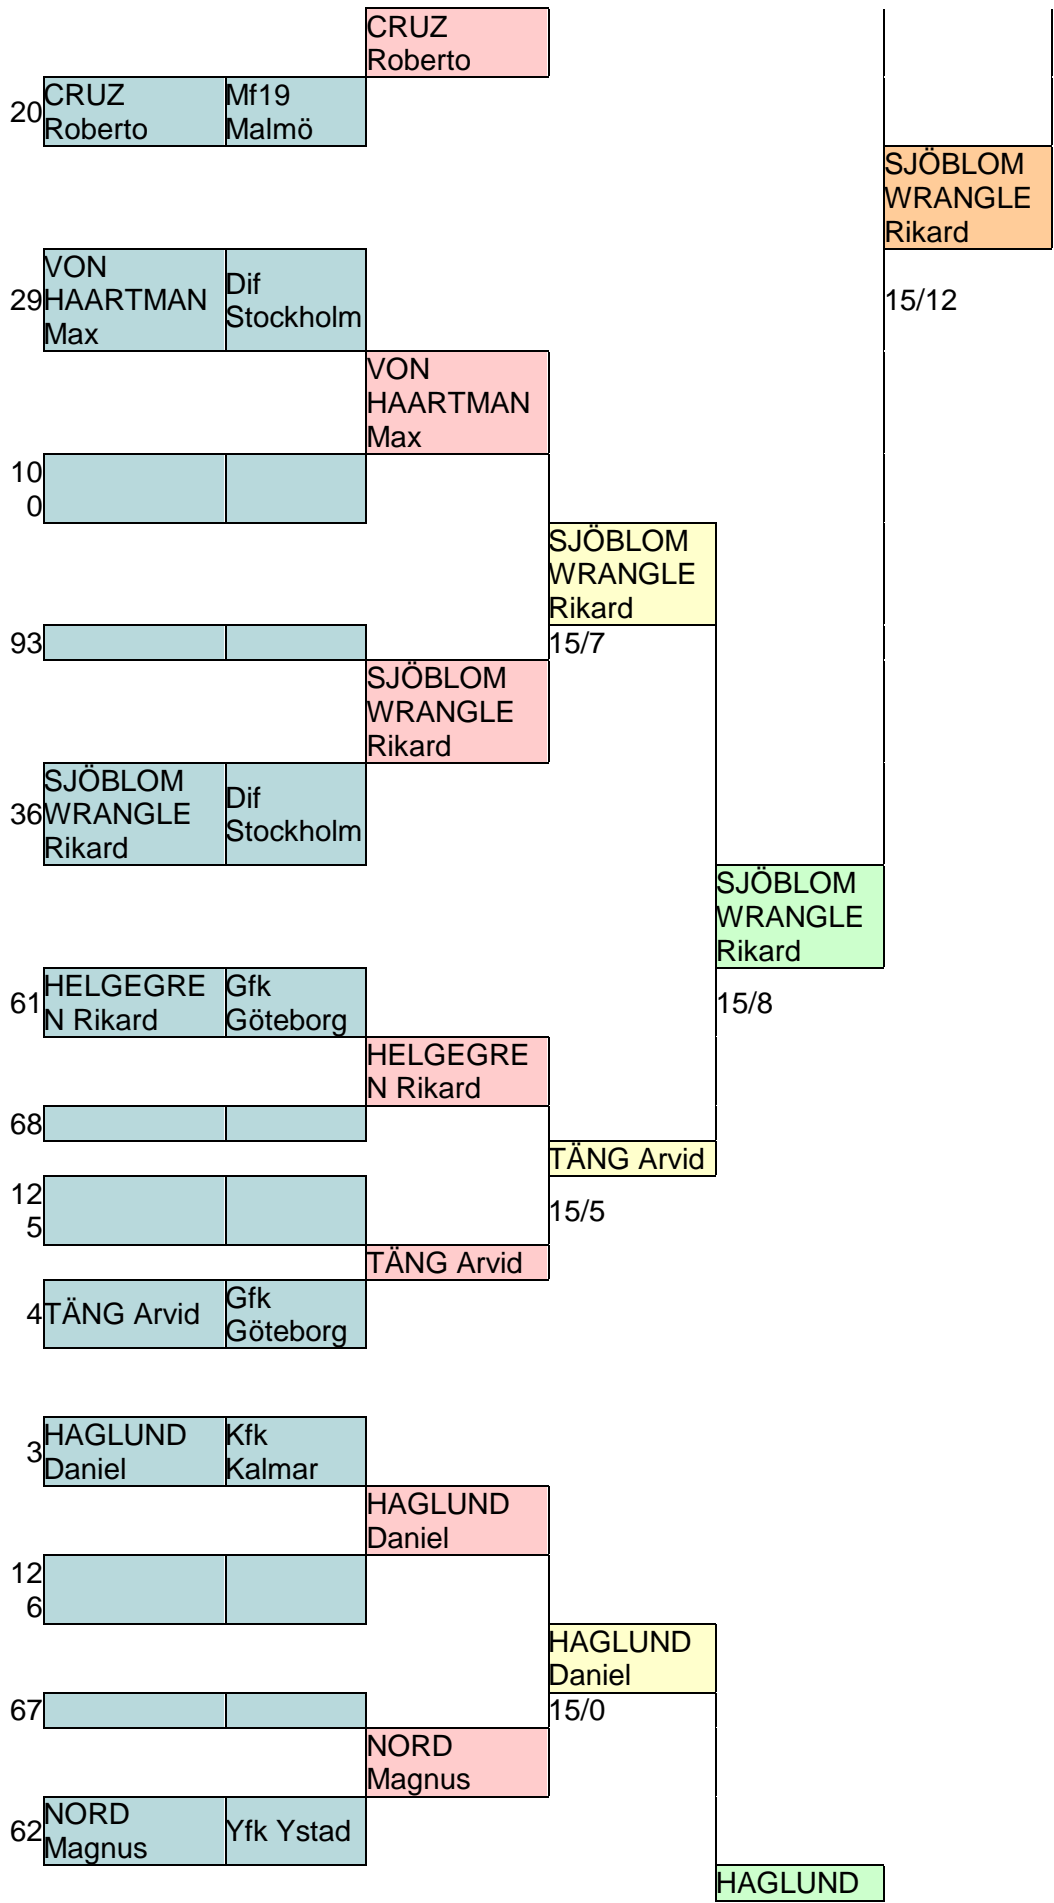 CRUZ
Roberto
20
CRUZ
Roberto
Mf19
Malmö
SJÖBLOM
WRANGLE
Rikard
29
VON
HAARTMAN
Max
Dif
Stockholm
15/12
VON
HAARTMAN
Max
10
0
SJÖBLOM
WRANGLE
Rikard
93
15/7
SJÖBLOM
WRANGLE
Rikard
36
SJÖBLOM
WRANGLE
Rikard
Dif
Stockholm
SJÖBLOM
WRANGLE
Rikard
61
HELGEGRE
N Rikard
Gfk
Göteborg
15/8
HELGEGRE
N Rikard
68
TÄNG Arvid
12
5
15/5
TÄNG Arvid
4
TÄNG Arvid
Gfk
Göteborg
3
HAGLUND
Daniel
Kfk
Kalmar
HAGLUND
Daniel
12
6
HAGLUND
Daniel
67
15/0
NORD
Magnus
62
NORD
Magnus
Yfk Ystad
HAGLUND